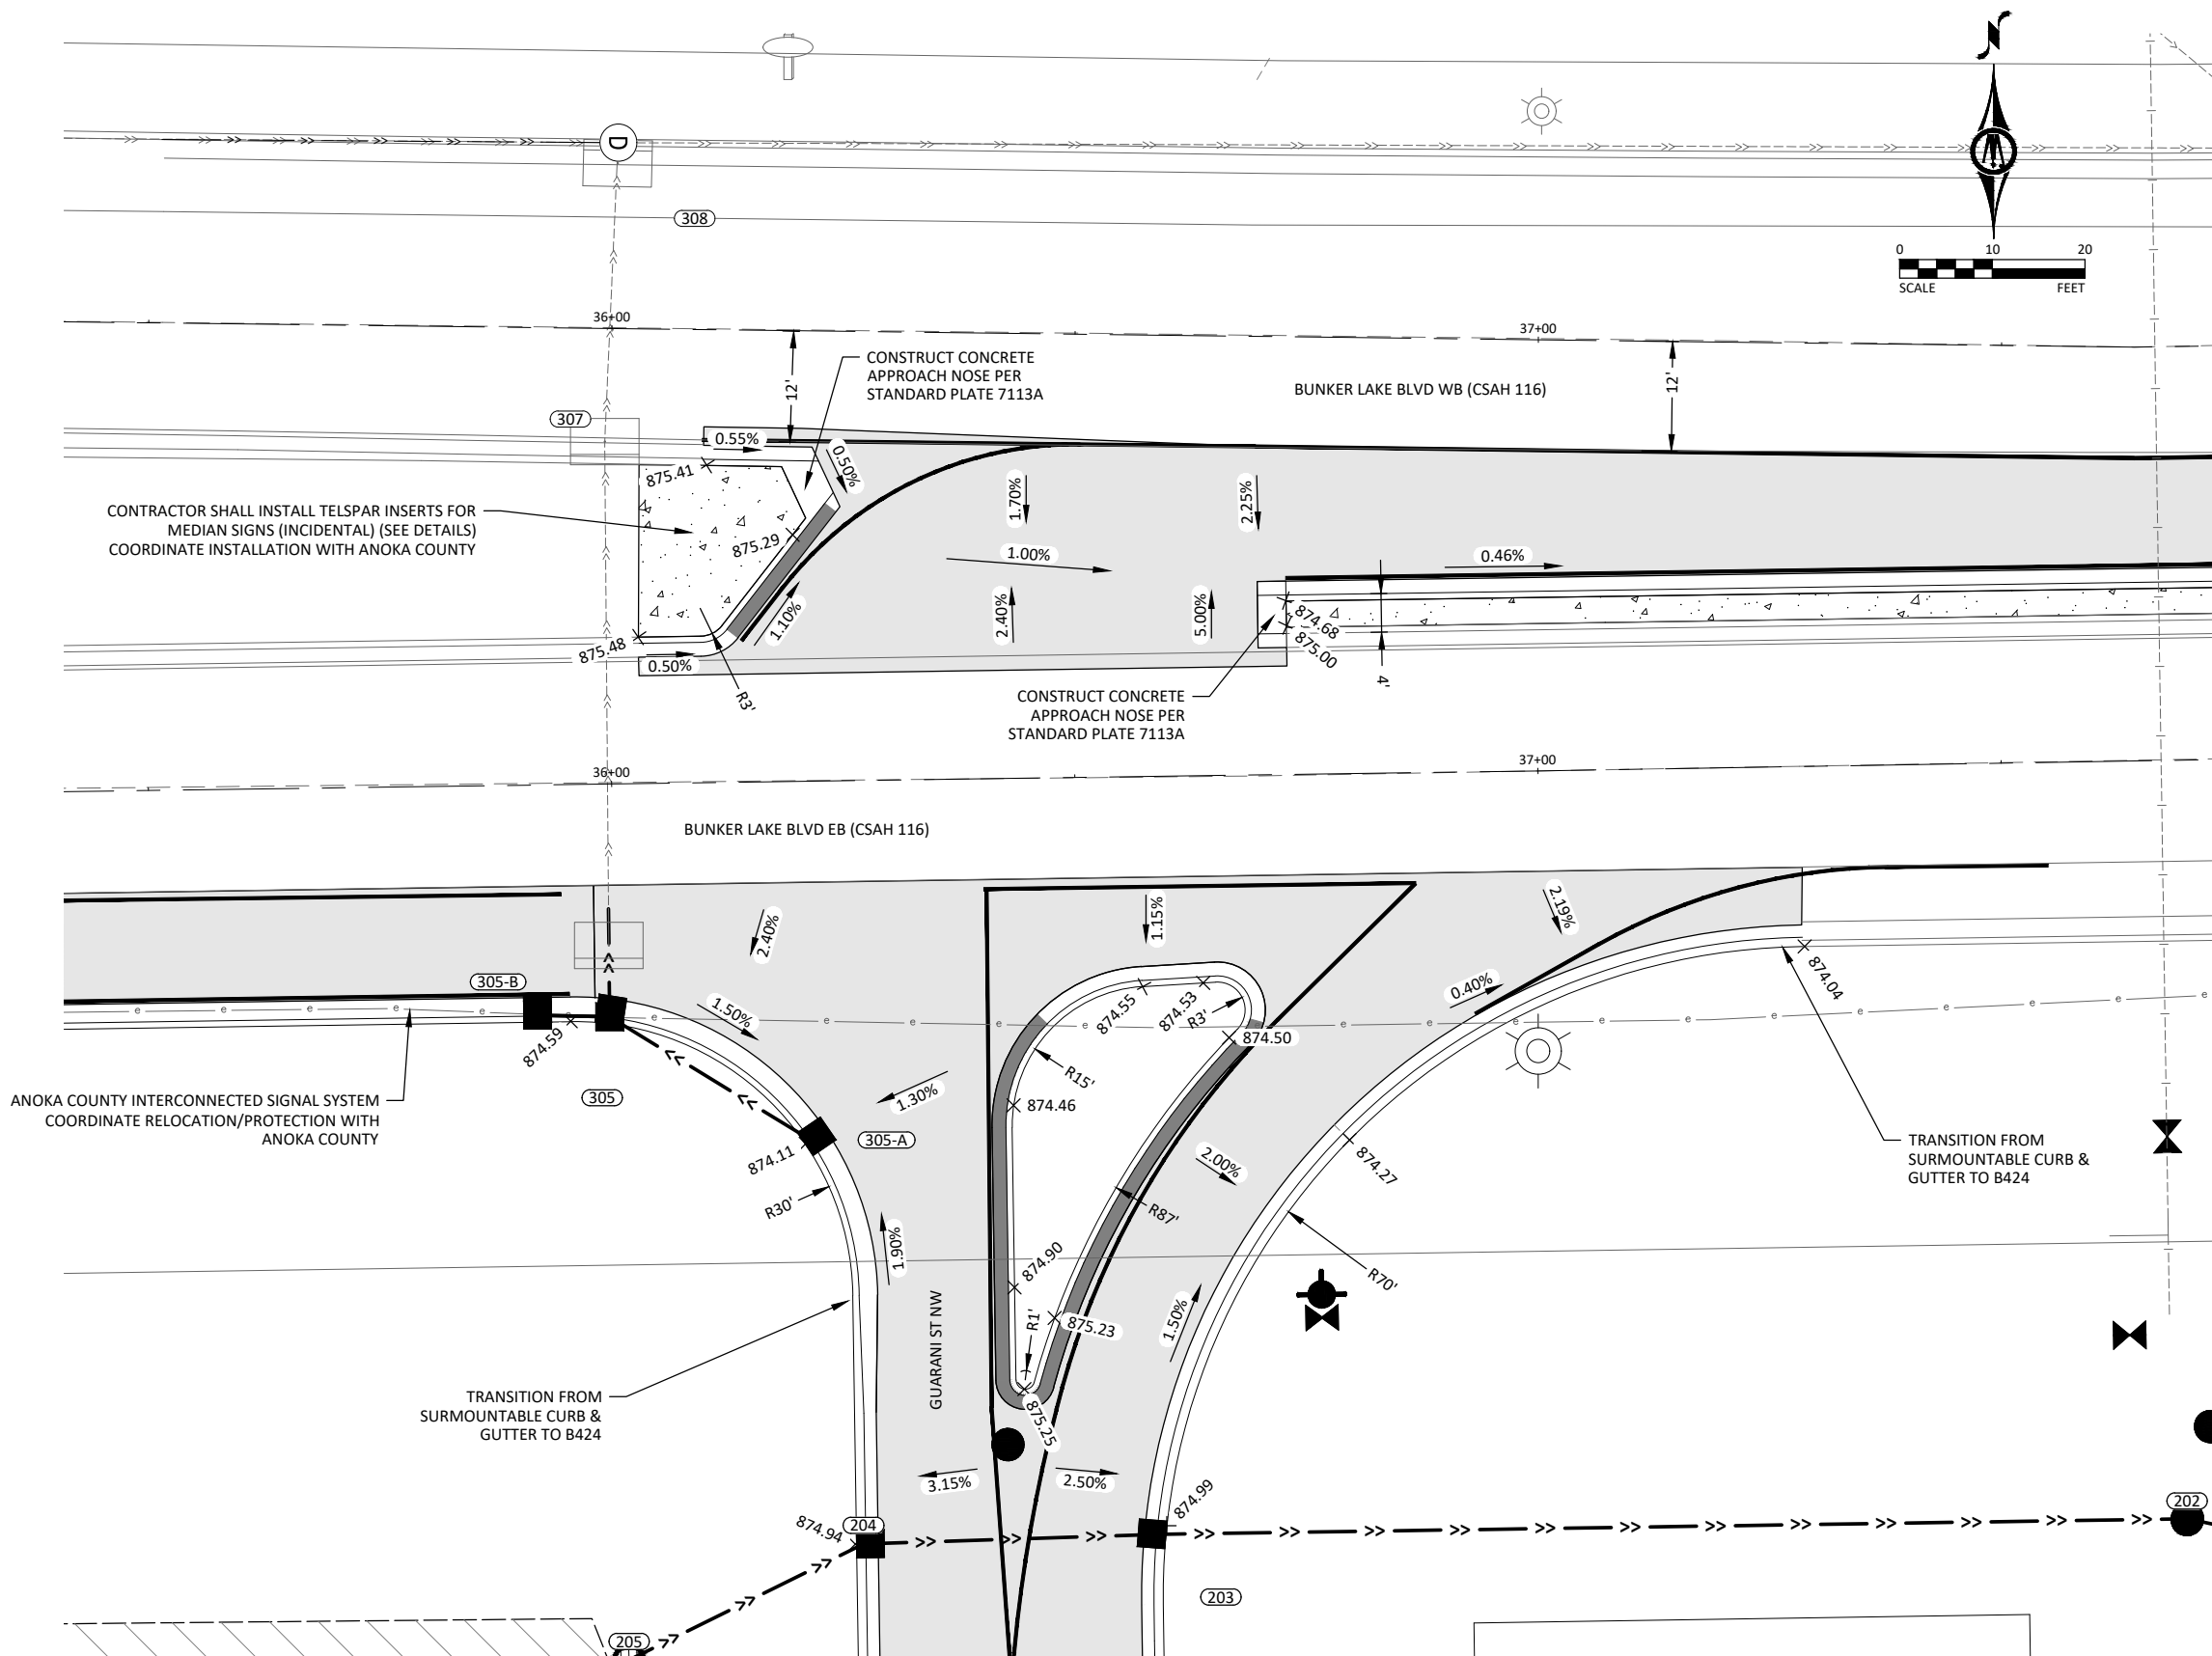 N
D
308
0 10 20
SCALE FEET
36+00
37+00
CONSTRUCT CONCRETE
APPROACH NOSE PER
STANDARD PLATE 7113A
12'
BUNKER LAKE BLVD WB (CSAH 116)
12'
307
0.55%
0.50%
875.41
1.70%
2.25%
CONTRACTOR SHALL INSTALL TELSPAR INSERTS FOR
MEDIAN SIGNS (INCIDENTAL) (SEE DETAILS)
COORDINATE INSTALLATION WITH ANOKA COUNTY
875.29
1.00%
0.46%
1.10%
2.40%
5.00%
874.68
875.00
875.48
0.50%
R3'
4'
CONSTRUCT CONCRETE
APPROACH NOSE PER
STANDARD PLATE 7113A
36+00
37+00
BUNKER LAKE BLVD EB (CSAH 116)
2.40%
1.15%
2.19%
305-B
874.04
0.40%
1.50%
874.55
874.53
R3'
874.50
874.59
e e e e e e e e e e e e e e e e e e
305
R15'
1.30%
874.46
ANOKA COUNTY INTERCONNECTED SIGNAL SYSTEM
COORDINATE RELOCATION/PROTECTION WITH
ANOKA COUNTY
305-A
874.11
R30'
2.00%
874.27
TRANSITION FROM
SURMOUNTABLE CURB &
GUTTER TO B424
R87'
1.90%
874.90
R70'
R1'
875.23
1.50%
GUARANI ST NW
TRANSITION FROM
SURMOUNTABLE CURB &
GUTTER TO B424
875.25
3.15%
2.50%
874.94
204
874.99
202
203
205